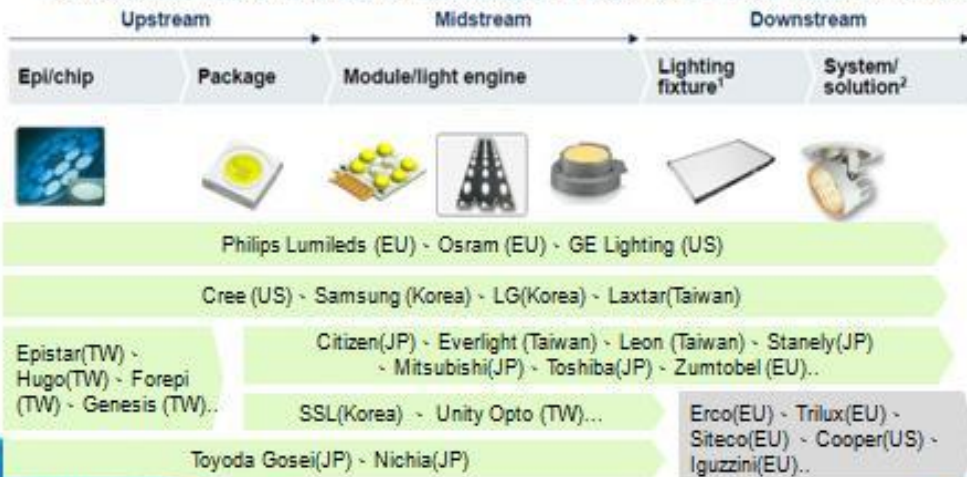 Upstream
Midstream
Downstream
Epi/chip
Package
Module/light engine
Lighting
fixture1
System/
solution2
Philips Lumileds (EU)、Osram (EU)、GE Lighting (US)
Cree (US)、Samsung (Korea)、LG(Korea)、Laxtar(Taiwan)
Epistar(TW)、
Hugo(TW)、Forepi
(TW)、Genesis (TW)..
Citizen(JP)、Everlight (Taiwan)、Leon (Taiwan)、Stanely(JP)
、Mitsubishi(JP)、Toshiba(JP)、Zumtobel (EU)..
SSL(Korea) 、Unity Opto (TW)...
Erco(EU)、Trilux(EU)、
Siteco(EU)、Cooper(US)、
Iguzzini(EU)..
Toyoda Gosei(JP)、Nichia(JP)